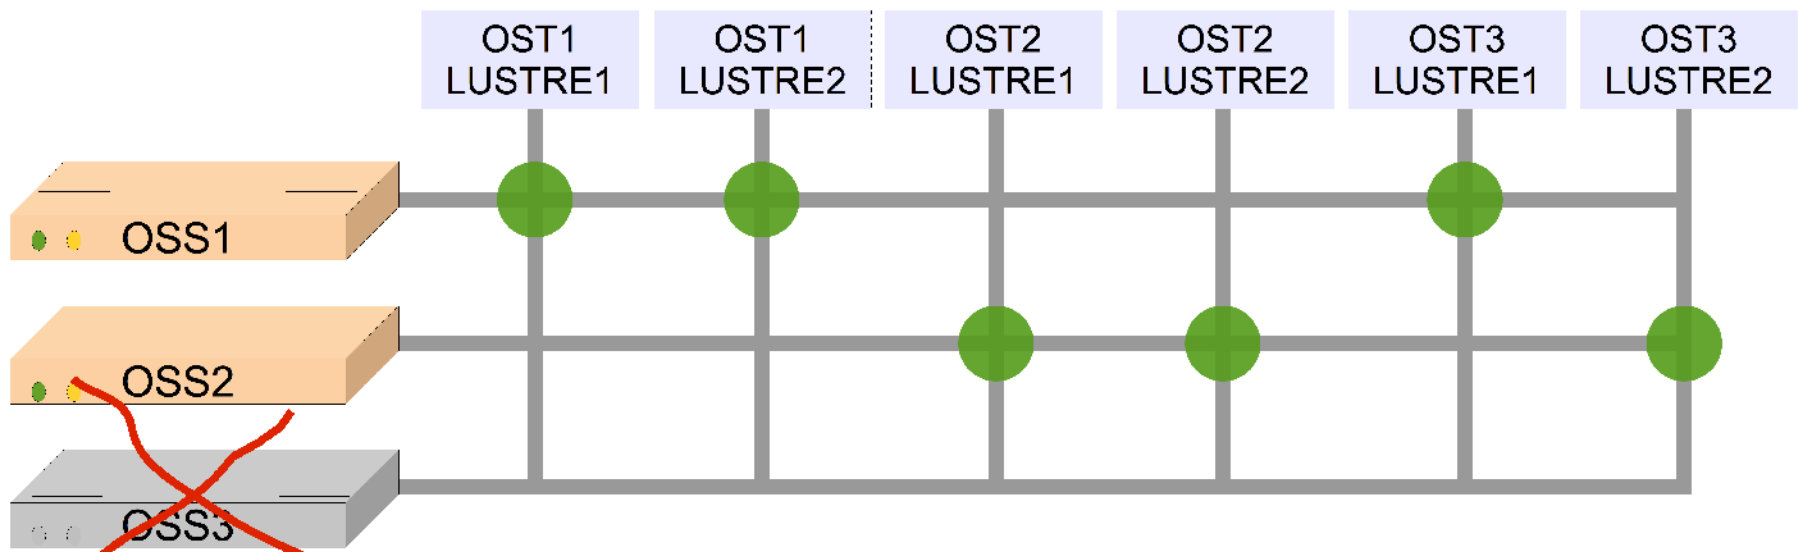 OST1
LUSTRE1
OST1
LUSTRE2
OST2
LUSTRE1
OST2
LUSTRE2
OST3
LUSTRE1
OST3
LUSTRE2
OSS1
OSS2
OSS3